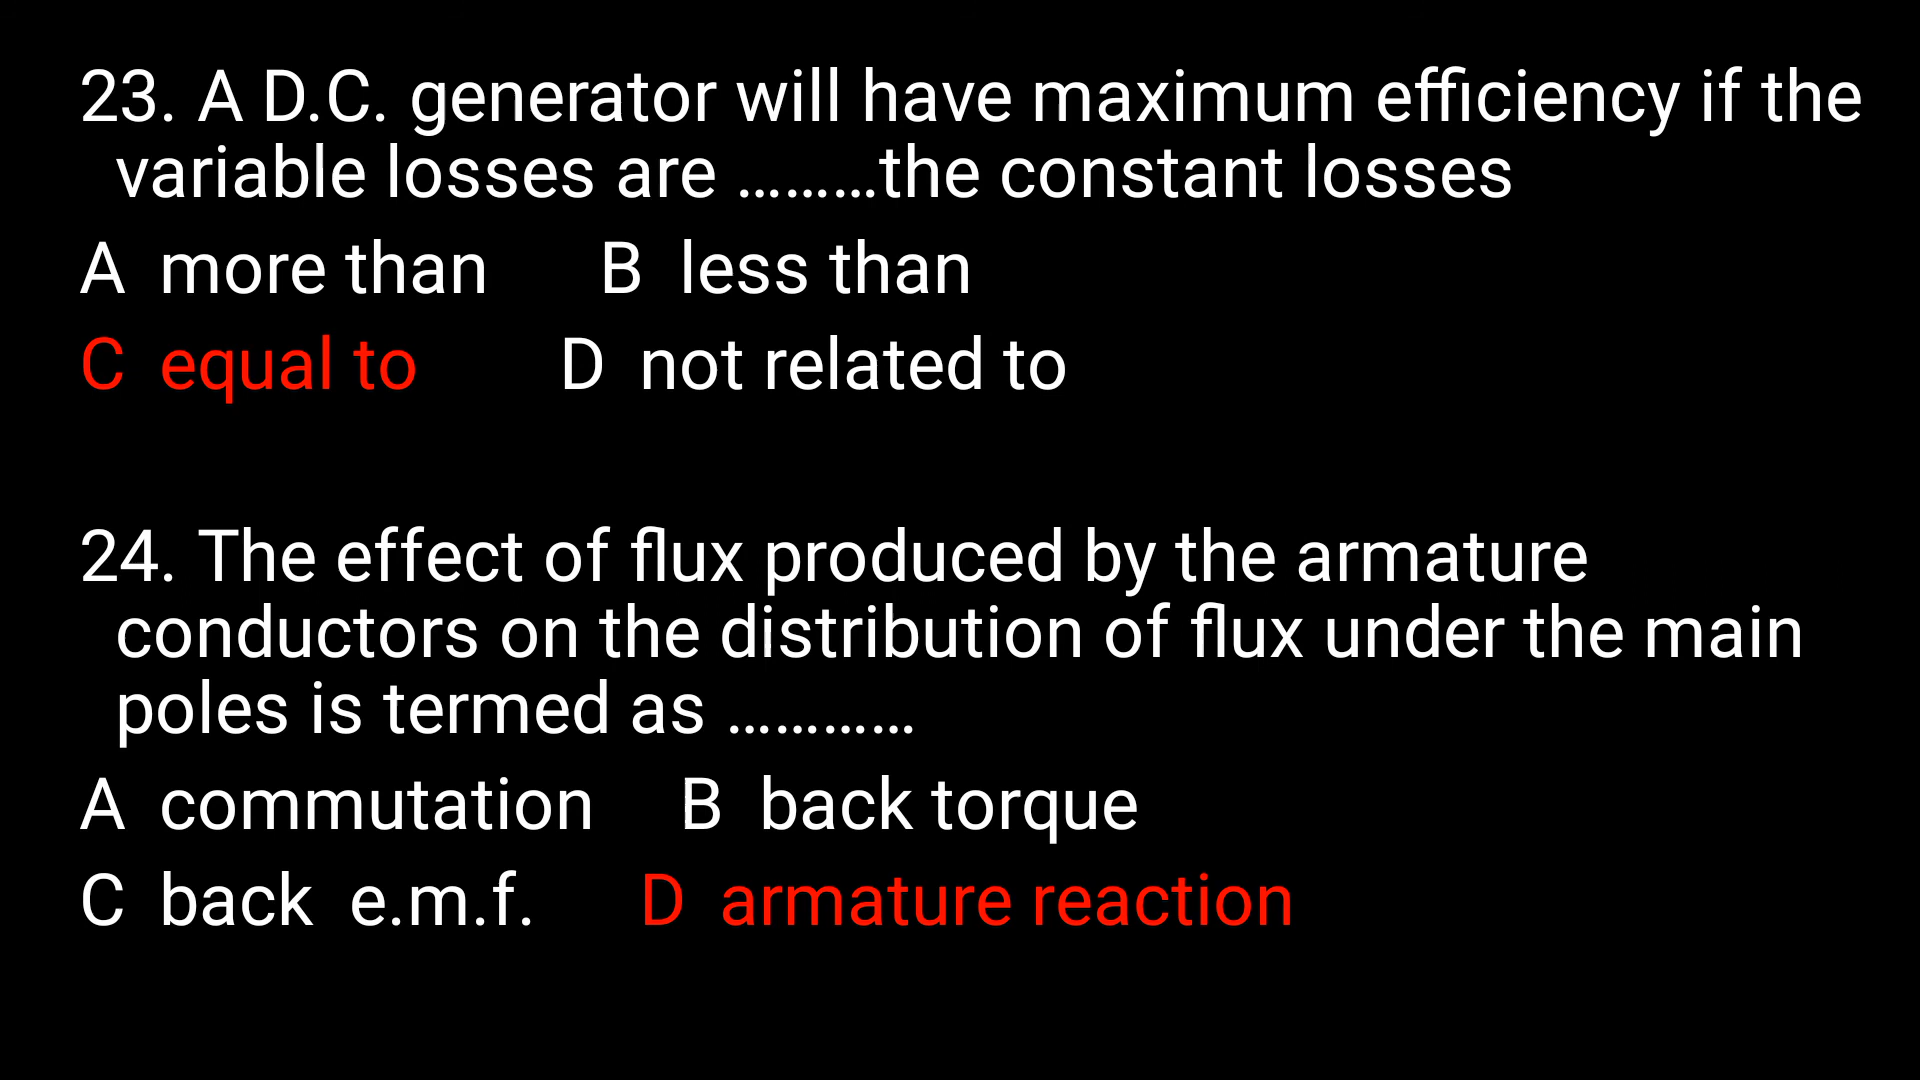 23. A D.C. generator will have maximum efficiency if the
variable losses are ………the constant losses
A more than B less than
C equal to D not related to
24. The effect of flux produced by the armature
conductors on the distribution of flux under the main
poles is termed as …………
A commutation B back torque
C back e.m.f. D armature reaction